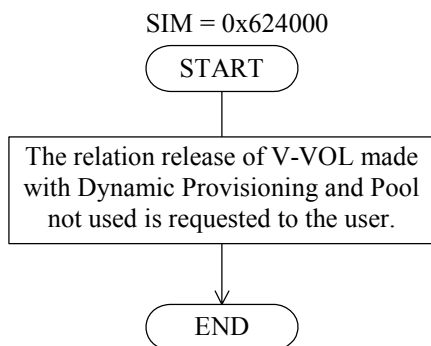 SIM = 0x624000
START
The relation release of V-VOL made
with Dynamic Provisioning and Pool
not used is requested to the user.
END